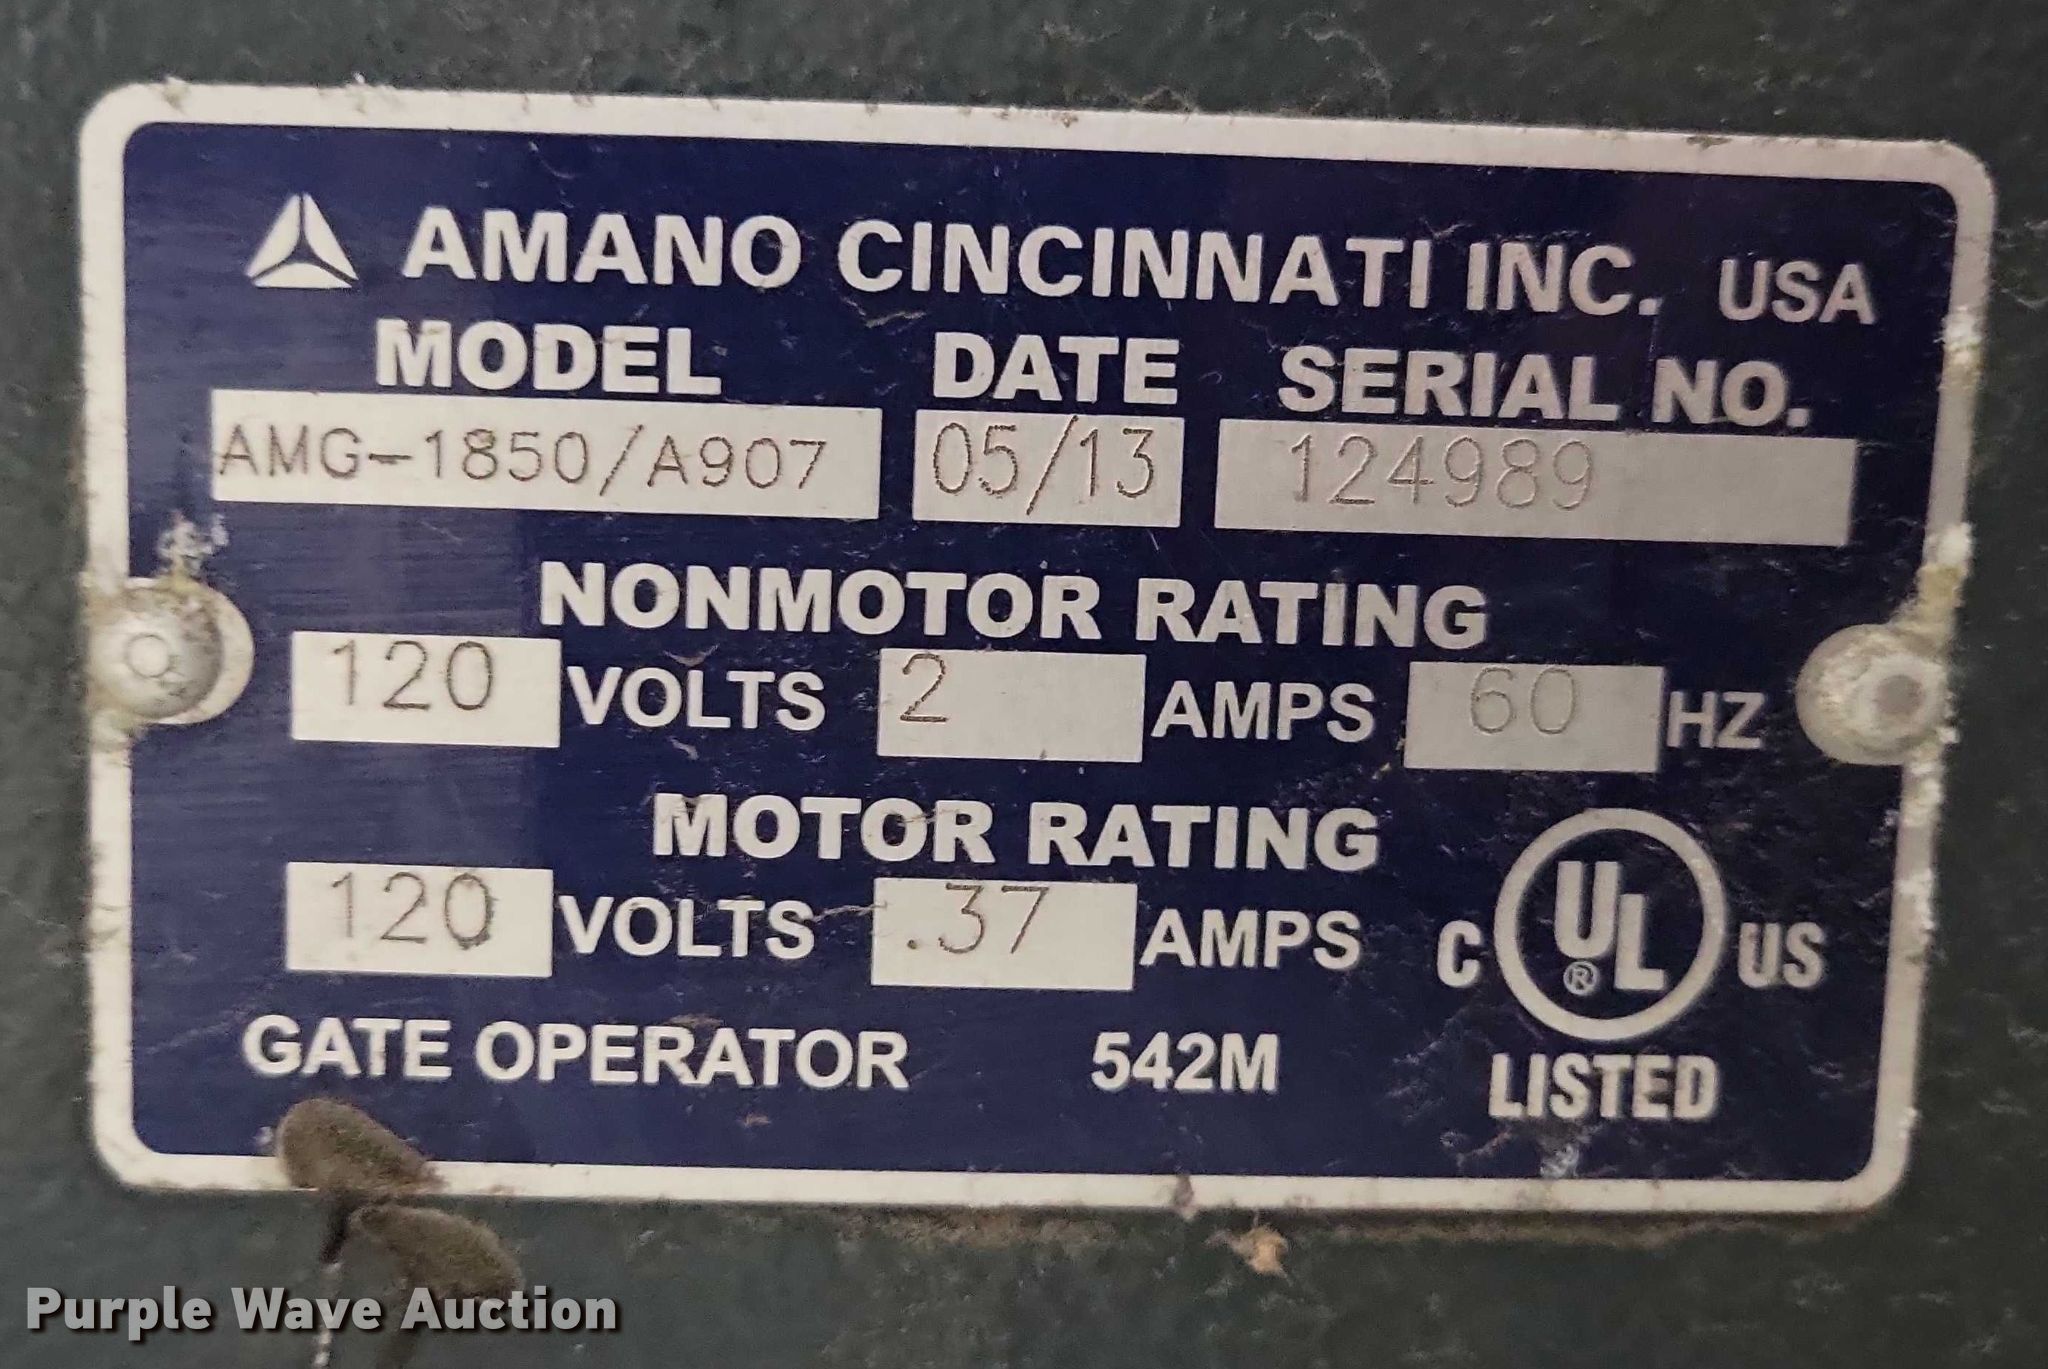 AMANO CINCINNATI INC. USA
MODEL DATE SERIAL NO.
AMG-1850/A907 05/13 124989
NONMOTOR RATING
120 VOLTS 2 AMPS 60 HZ
MOTOR RATING
120 VOLTS .37 AMPS
C UL® US
GATE OPERATOR 542M
LISTED
Purple Wave Auction